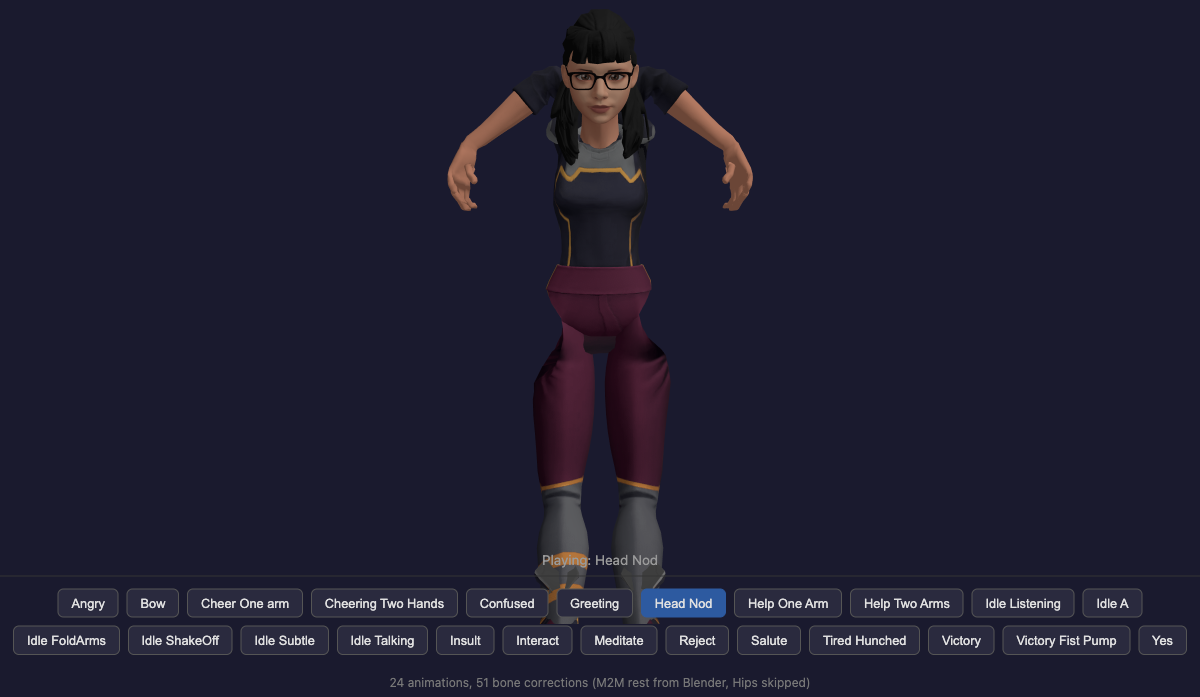 Playing: Head Nod
Angry Bow Cheer One arm Cheering Two Hands Confused Greeting Head Nod Help One Arm Help Two Arms Idle Listening Idle A
Idle FoldArms Idle ShakeOff Idle Subtle Idle Talking Insult Interact Meditate Reject Salute Tired Hunched Victory Victory Fist Pump Yes
24 animations, 51 bone corrections (M2M rest from Blender, Hips skipped)